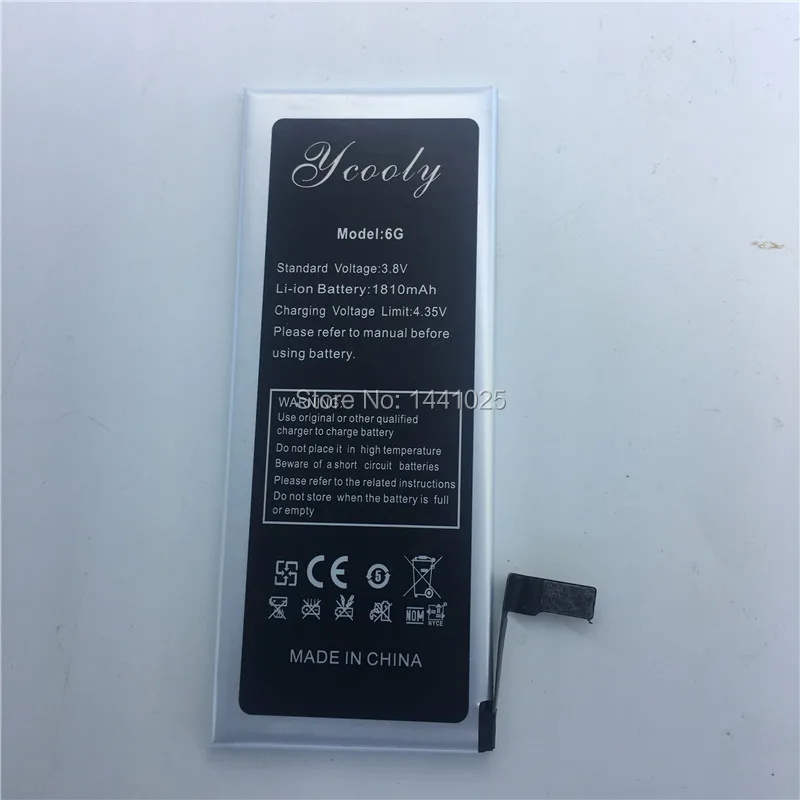 Ycooly
Model:6G
Standard Voltage:3.8V
Li-ion Battery:1810mAh
Charging Voltage Limit:4.35V
Please refer to manual before
using battery.
WARNING:
Store No: 1441025
Use original or other qualified
charger to charge battery
Do not place it in high temperature
Beware of a short circuit batteries
Please refer to the related instructions
Do not store when the battery is full
or empty
CE
5
NOM
NYCE
MADE IN CHINA